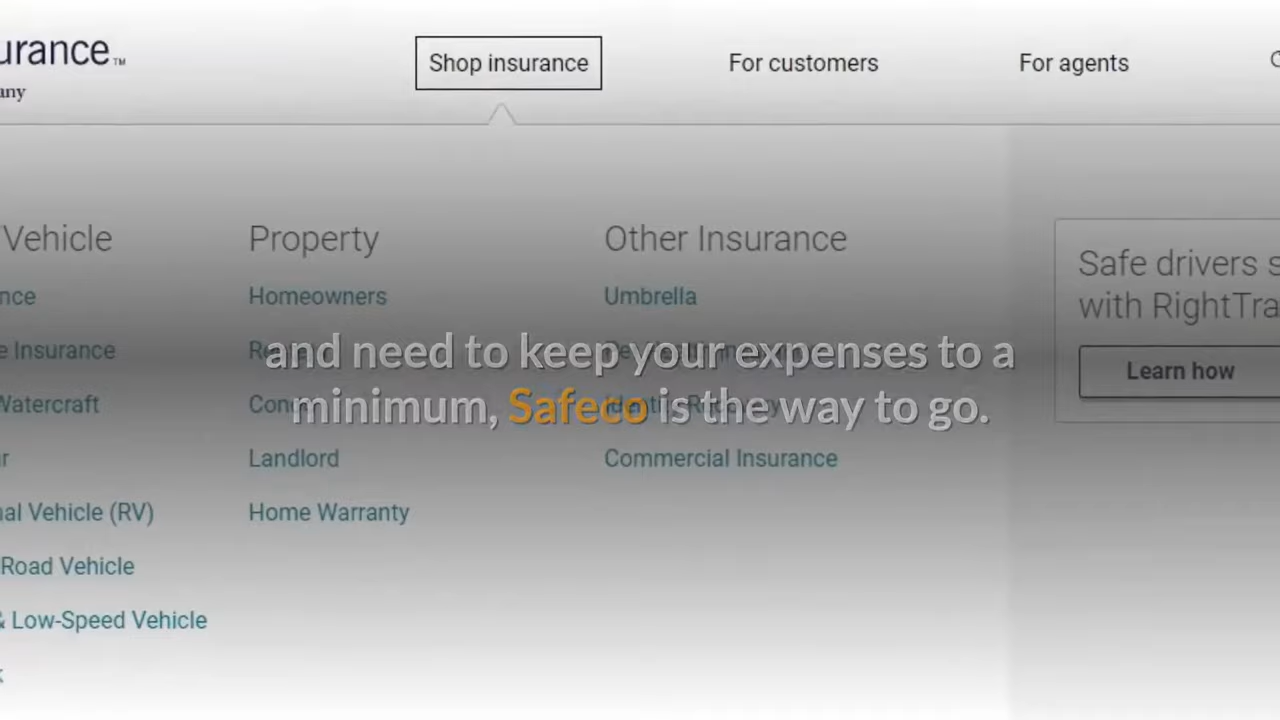 urance™
any
Shop insurance
For customers
For agents
Vehicle
Property
Other Insurance
Safe drivers s
with RightTra
Learn how
nce
Homeowners
Umbrella
e Insurance
and need to keep your expenses to a
minimum, Safeco is the way to go.
Watercraft
Landlord
Commercial Insurance
nal Vehicle (RV)
Home Warranty
Road Vehicle
& Low-Speed Vehicle